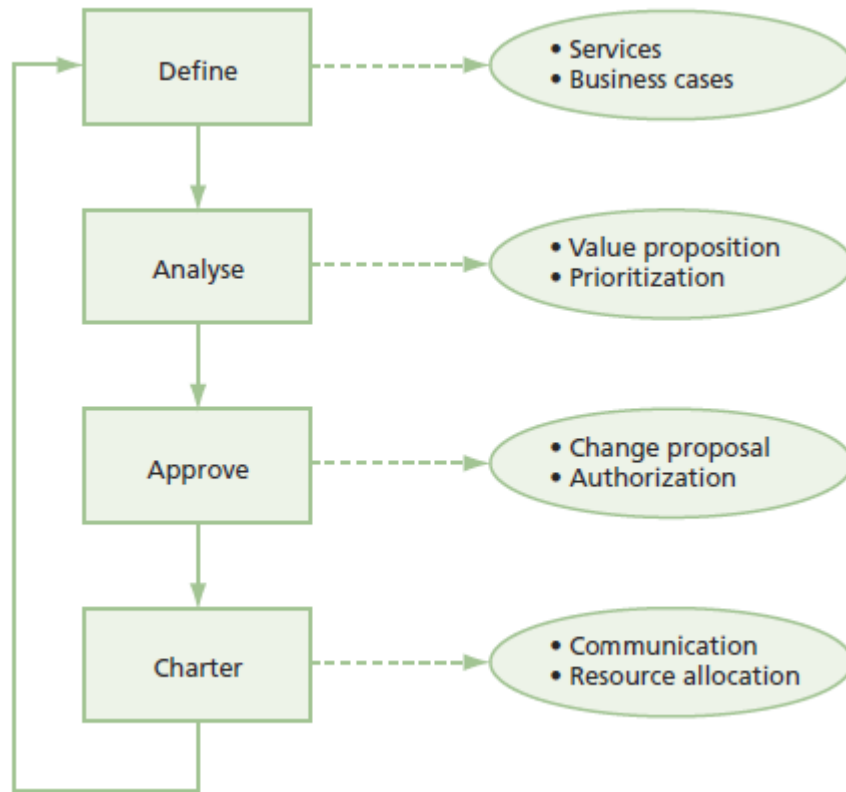 Define
• Services
• Business cases
Analyse
• Value proposition
• Prioritization
Approve
• Change proposal
• Authorization
Charter
• Communication
• Resource allocation